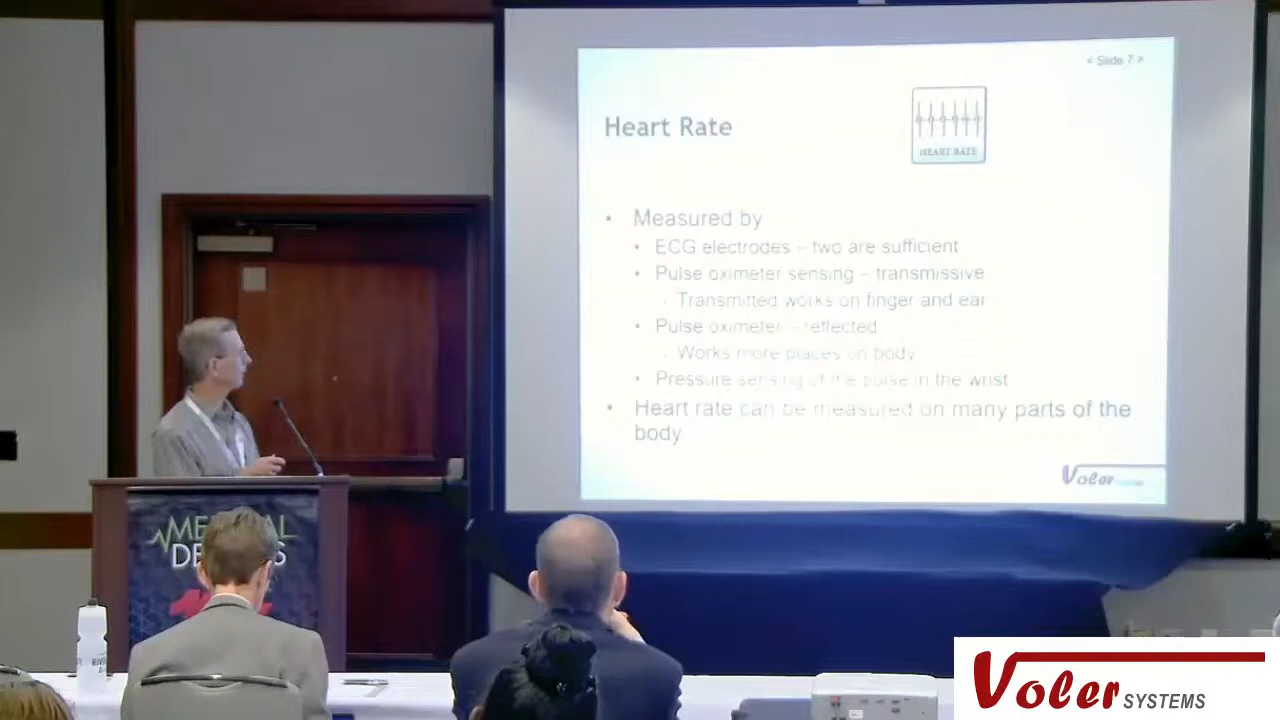 < Slide 7 >
Heart Rate
HEART RATE
• Measured by
• ECG electrodes – two are sufficient
• Pulse oximeter sensing – transmissive
- Transmitted works on finger and ear
• Pulse oximeter – reflected
- Works more places on body
• Pressure sensing of the pulse in the wrist
• Heart rate can be measured on many parts of the
body
Voler
Voler SYSTEMS